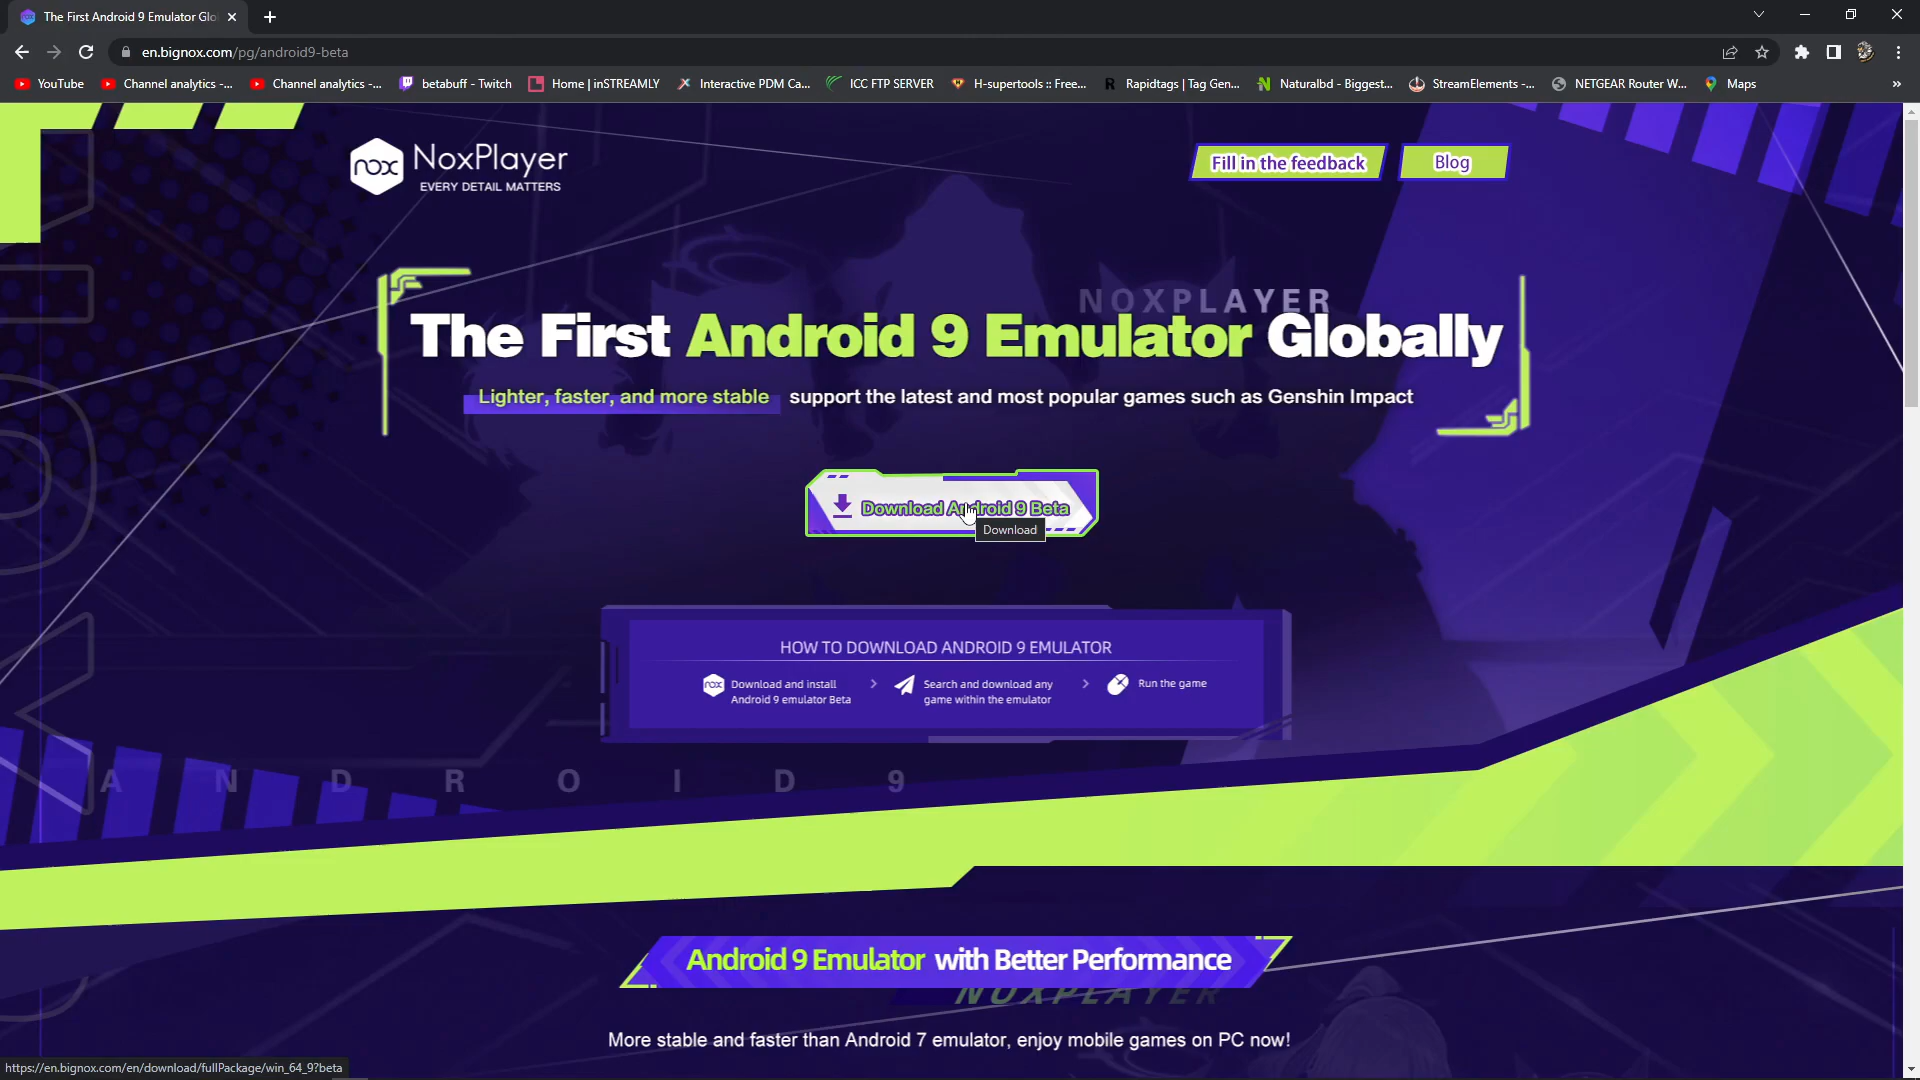 The First Android 9 Emulator Glo
en.bignox.com/pg/android9-beta
YouTube
Channel analytics -...
Channel analytics -...
betabuff - Twitch
Home | inSTREAMLY
Interactive PDM Ca...
ICC FTP SERVER
H-supertools :: Free...
Rapidtags | Tag Gen...
Naturalbd - Biggest...
StreamElements -...
NETGEAR Router W...
Maps
»
nox
NoxPlayer
EVERY DETAIL MATTERS
Fill in the feedback
Blog
NOXPLAYER
The First Android 9 Emulator Globally
Lighter, faster, and more stable support the latest and most popular games such as Genshin Impact
Download Android 9 Beta
Download
HOW TO DOWNLOAD ANDROID 9 EMULATOR
nox
Download and install
Android 9 emulator Beta
>
Search and download any
game within the emulator
>
Run the game
ANDROID 9
Android 9 Emulator with Better Performance
NOXPLAYER
More stable and faster than Android 7 emulator, enjoy mobile games on PC now!
https://en.bignox.com/en/download/fullPackage/win_64_9?beta